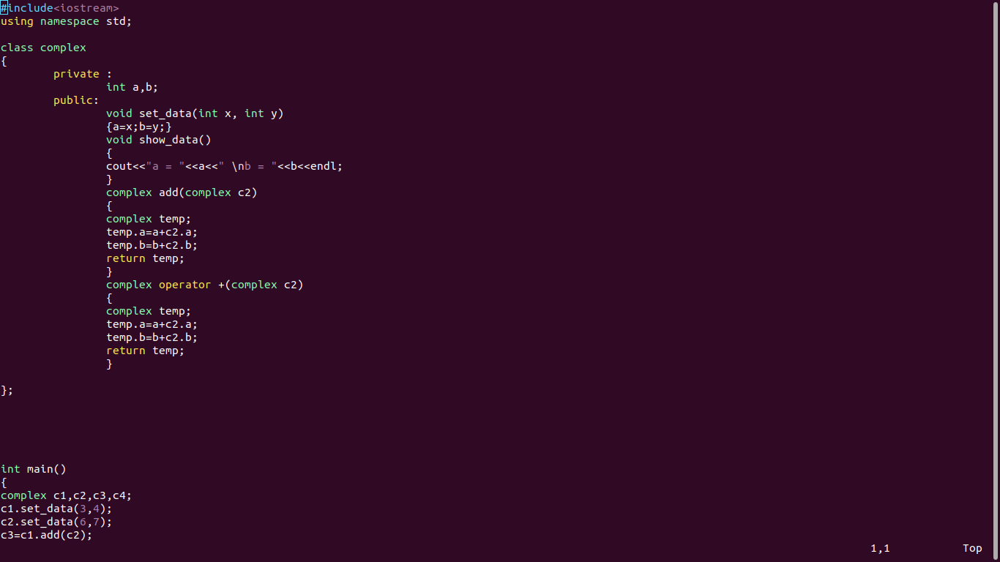 #include<iostream>
using namespace std;
class complex
{
private :
int a,b;
public:
void set_data(int x, int y)
{a=x;b=y;}
void show_data()
{
cout<<"a = "<<a<<" \nb = "<<b<<endl;
}
complex add(complex c2)
{
complex temp;
temp.a=a+c2.a;
temp.b=b+c2.b;
return temp;
}
complex operator +(complex c2)
{
complex temp;
temp.a=a+c2.a;
temp.b=b+c2.b;
return temp;
}
};
int main()
{
complex c1,c2,c3,c4;
c1.set_data(3,4);
c2.set_data(6,7);
c3=c1.add(c2);
1,1 Top